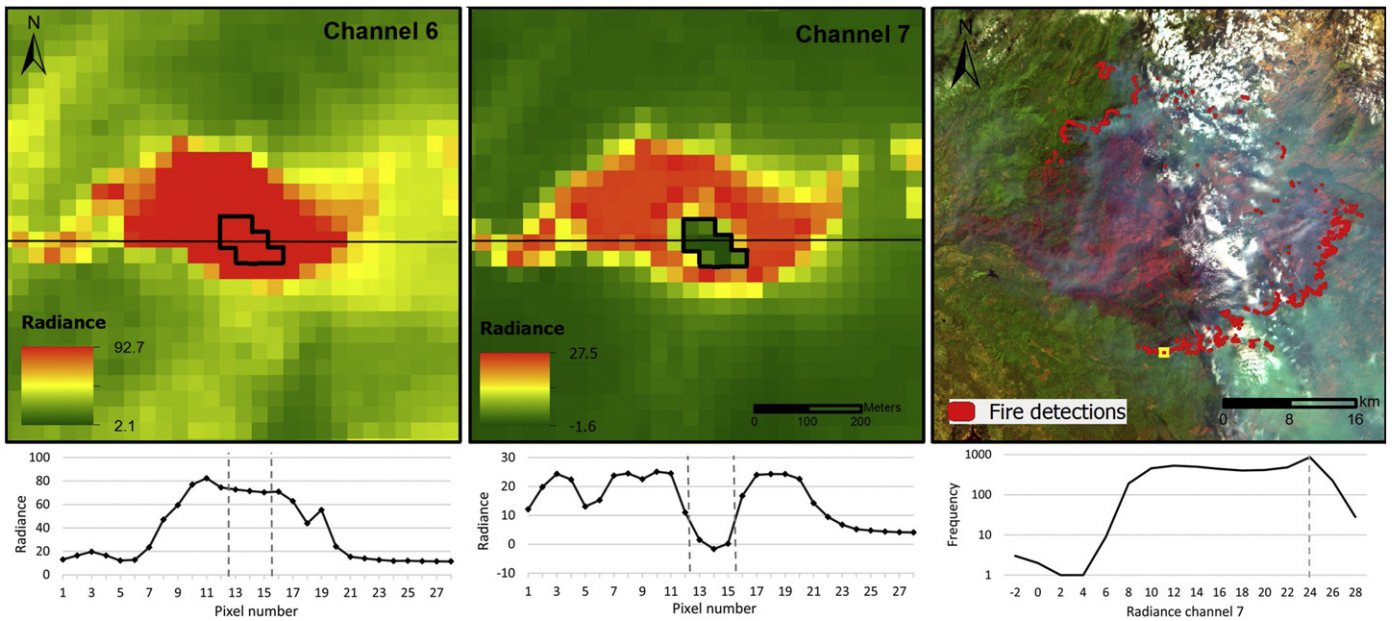 N
Channel 6
Radiance
92.7
2.1
Channel 7
Radiance
27.5
-1.6
Meters
0 100 200
N
Fire detections
km
0 8 16
Radiance
100
80
60
40
20
0
1 3 5 7 9 11 13 15 17 19 21 23 25 27
Pixel number
Radiance
30
20
10
0
-10
1 3 5 7 9 11 13 15 17 19 21 23 25 27
Pixel number
Frequency
1000
100
10
1
-2 0 2 4 6 8 10 12 14 16 18 20 22 24 26 28
Radiance channel 7